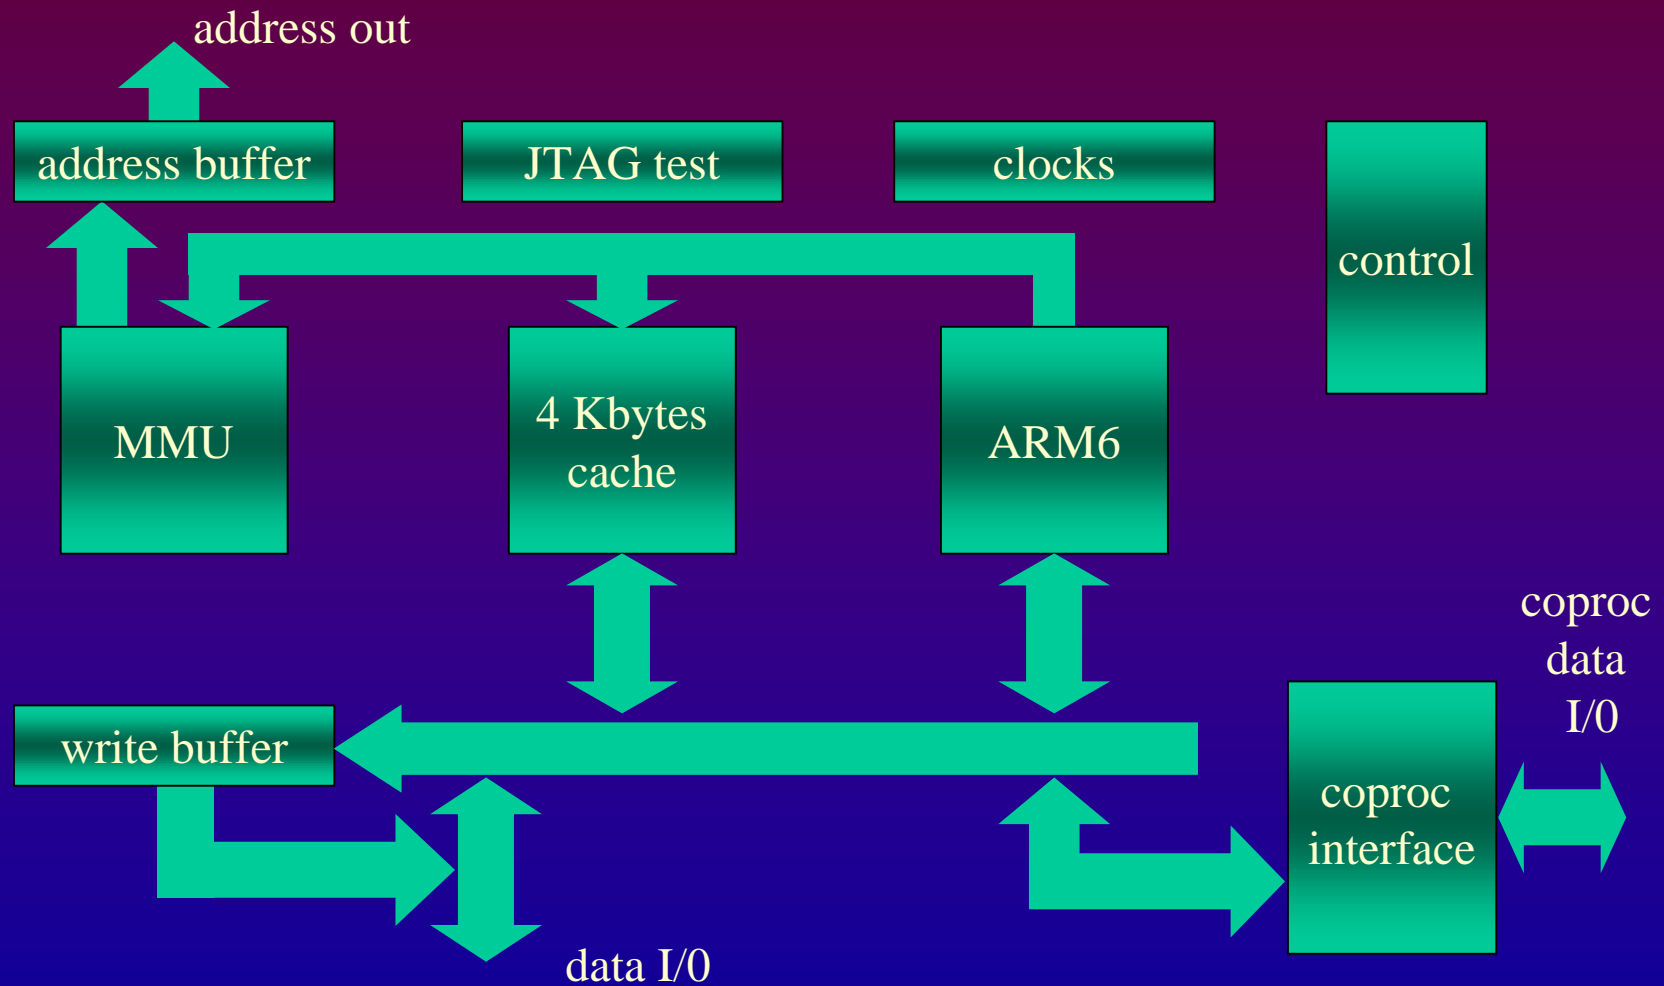 address out
address buffer
JTAG test
clocks
control
MMU
4 Kbytes
cache
ARM6
coproc
data
I/0
write buffer
coproc
interface
data I/0